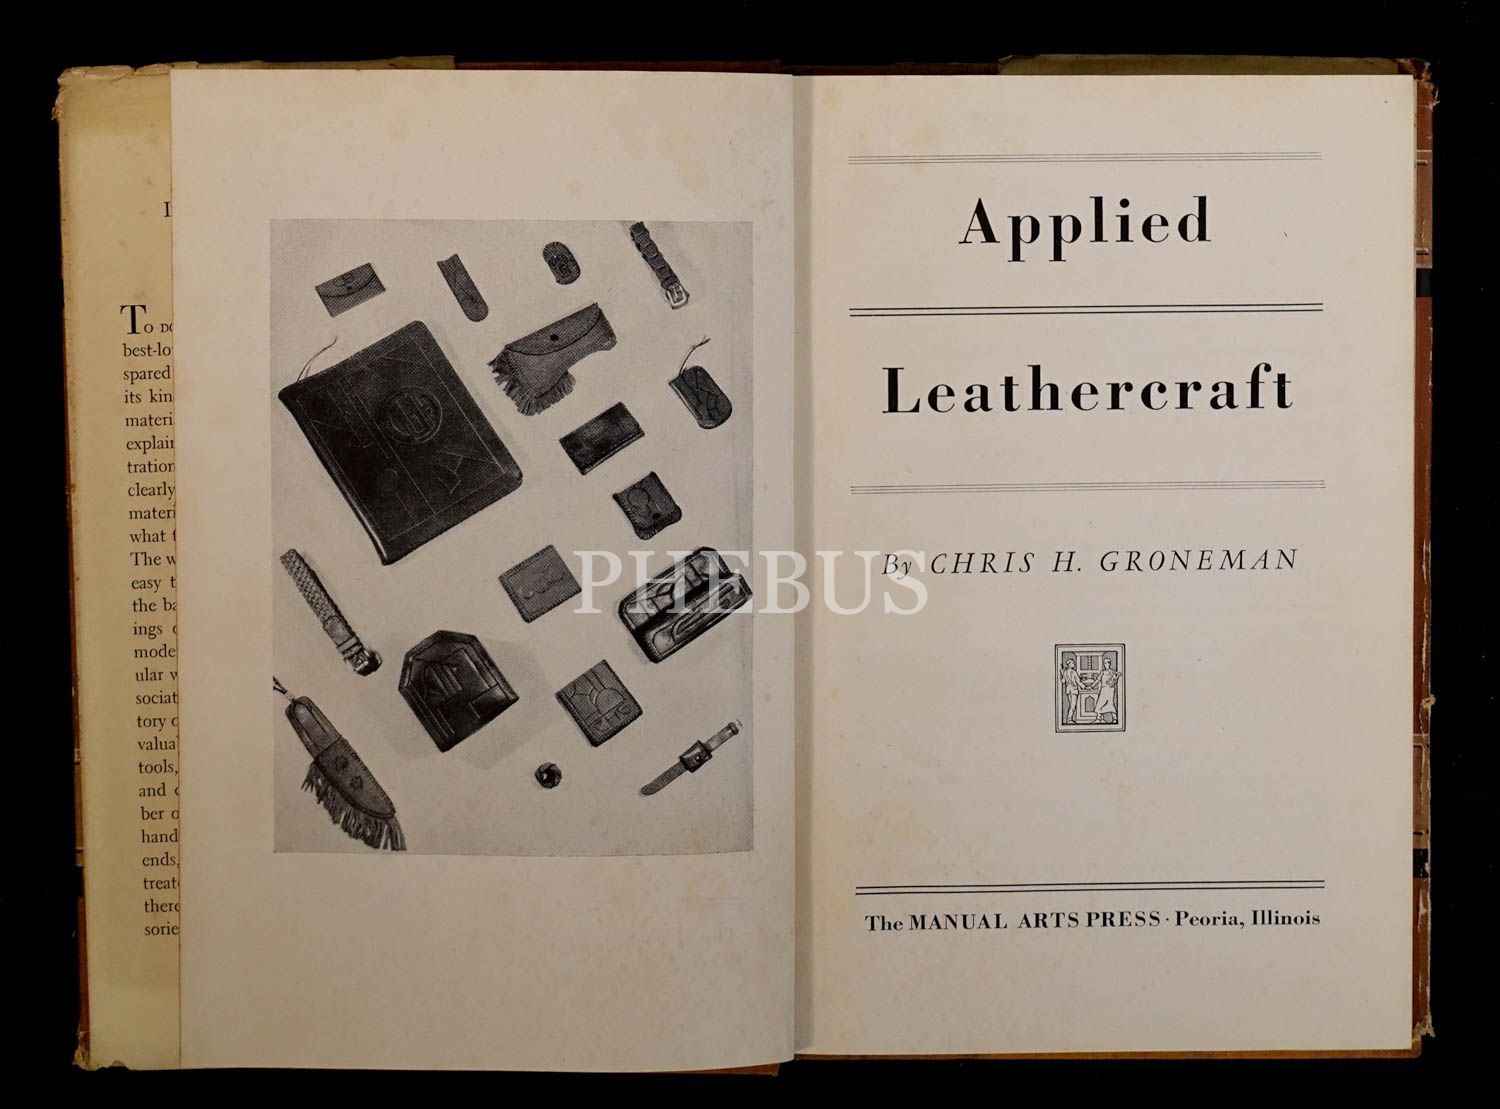 To
best-lo
spared
its kin
materi
explain
tration
clearly
materi
what
The w
easy t
the ba
ings
mode
ular
sociat
tory
valua
tools,
and
ber o
hand
ends,
treat
there
sorie
Applied
Leathercraft
By CHRIS H. GRONEMAN
PHEBUS
The MANUAL ARTS PRESS · Peoria, Illinois